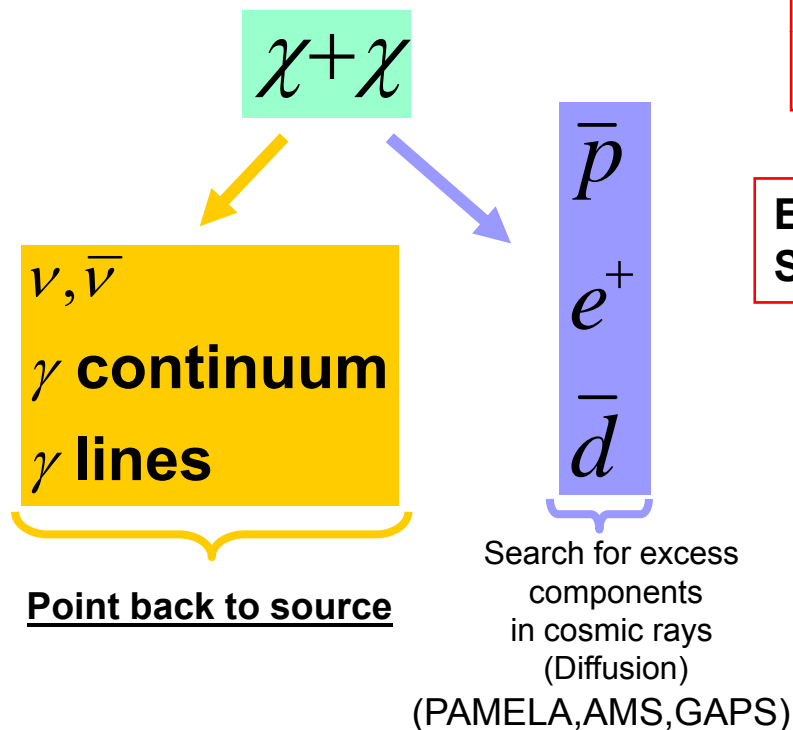 χ+χ
ν, ν̅
γ continuum
γ lines
Point back to source
p̅
e⁺
d̅
Search for excess
components
in cosmic rays
(Diffusion)
(PAMELA,AMS,GAPS)
E
S